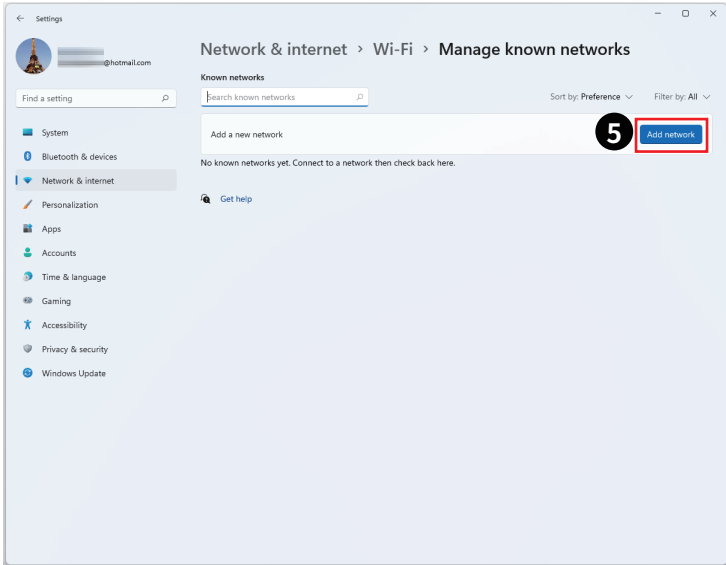 Settings
@hotmail.com
Network & internet > Wi-Fi > Manage known networks
Known networks
Find a setting
Search known networks
Sort by: Preference
Filter by: All
Add a new network
5
Add network
No known networks yet. Connect to a network then check back here.
Get help
System
Bluetooth & devices
Network & internet
Personalization
Apps
Accounts
Time & language
Gaming
Accessibility
Privacy & security
Windows Update